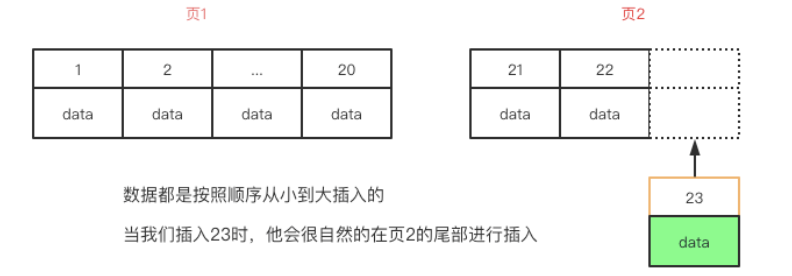 页1
页2
1 2 ... 20
21 22
data data data data
data data
数据都是按照顺序从小到大插入的
23
当我们插入23时，他会很自然的在页2的尾部进行插入
data